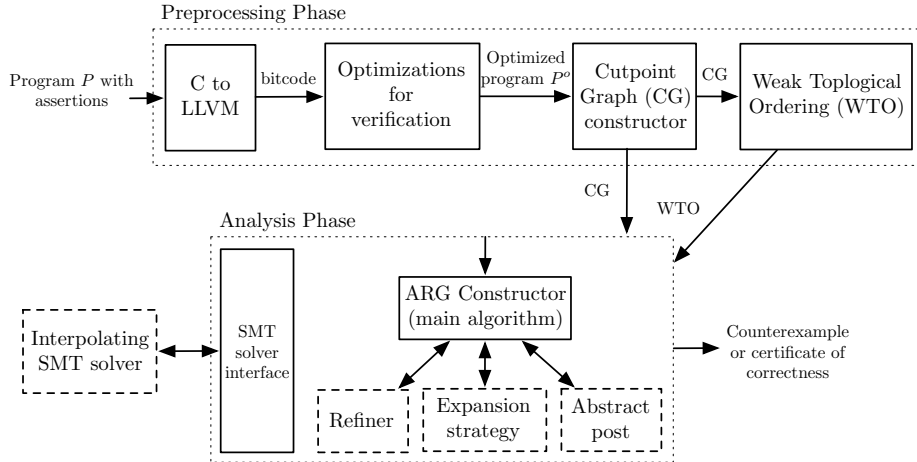 Preprocessing Phase
Program P with
assertions
C to
LLVM
bitcode
Optimizations
for
verification
Optimized
program Pᵒ
Cutpoint
Graph (CG)
constructor
CG
Weak Toplogical
Ordering (WTO)
CG
WTO
Analysis Phase
Interpolating
SMT solver
SMT
solver
interface
ARG Constructor
(main algorithm)
Refiner
Expansion
strategy
Abstract
post
Counterexample
or certificate of
correctness